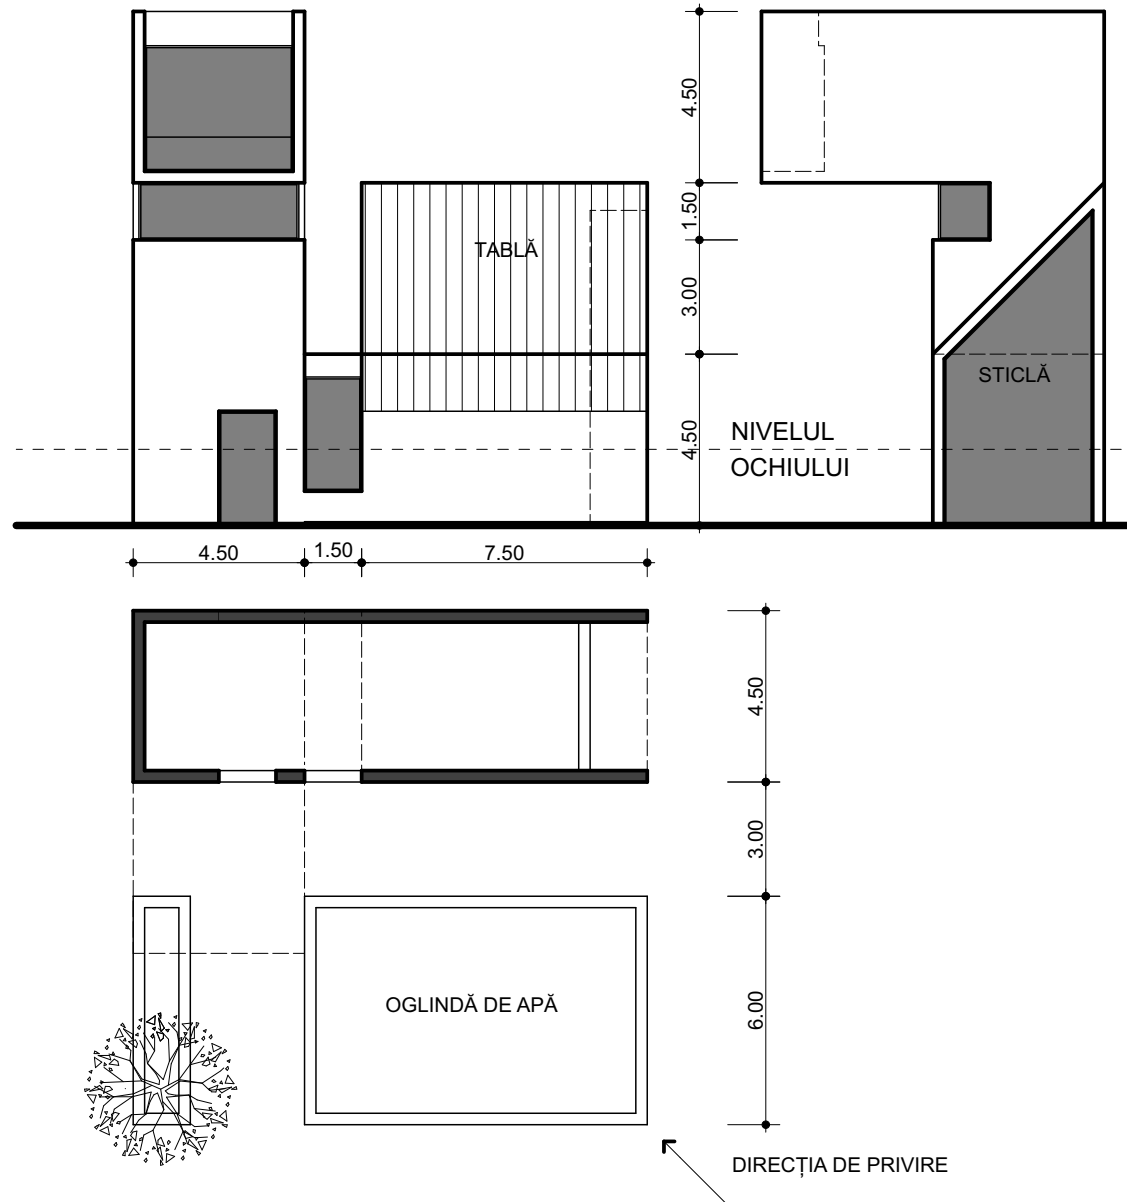 4.50
TABLĂ
1.50
3.00
STICLĂ
4.50
NIVELUL
OCHIULUI
4.50
1.50
7.50
4.50
3.00
OGLINDĂ DE APĂ
6.00
DIRECȚIA DE PRIVIRE